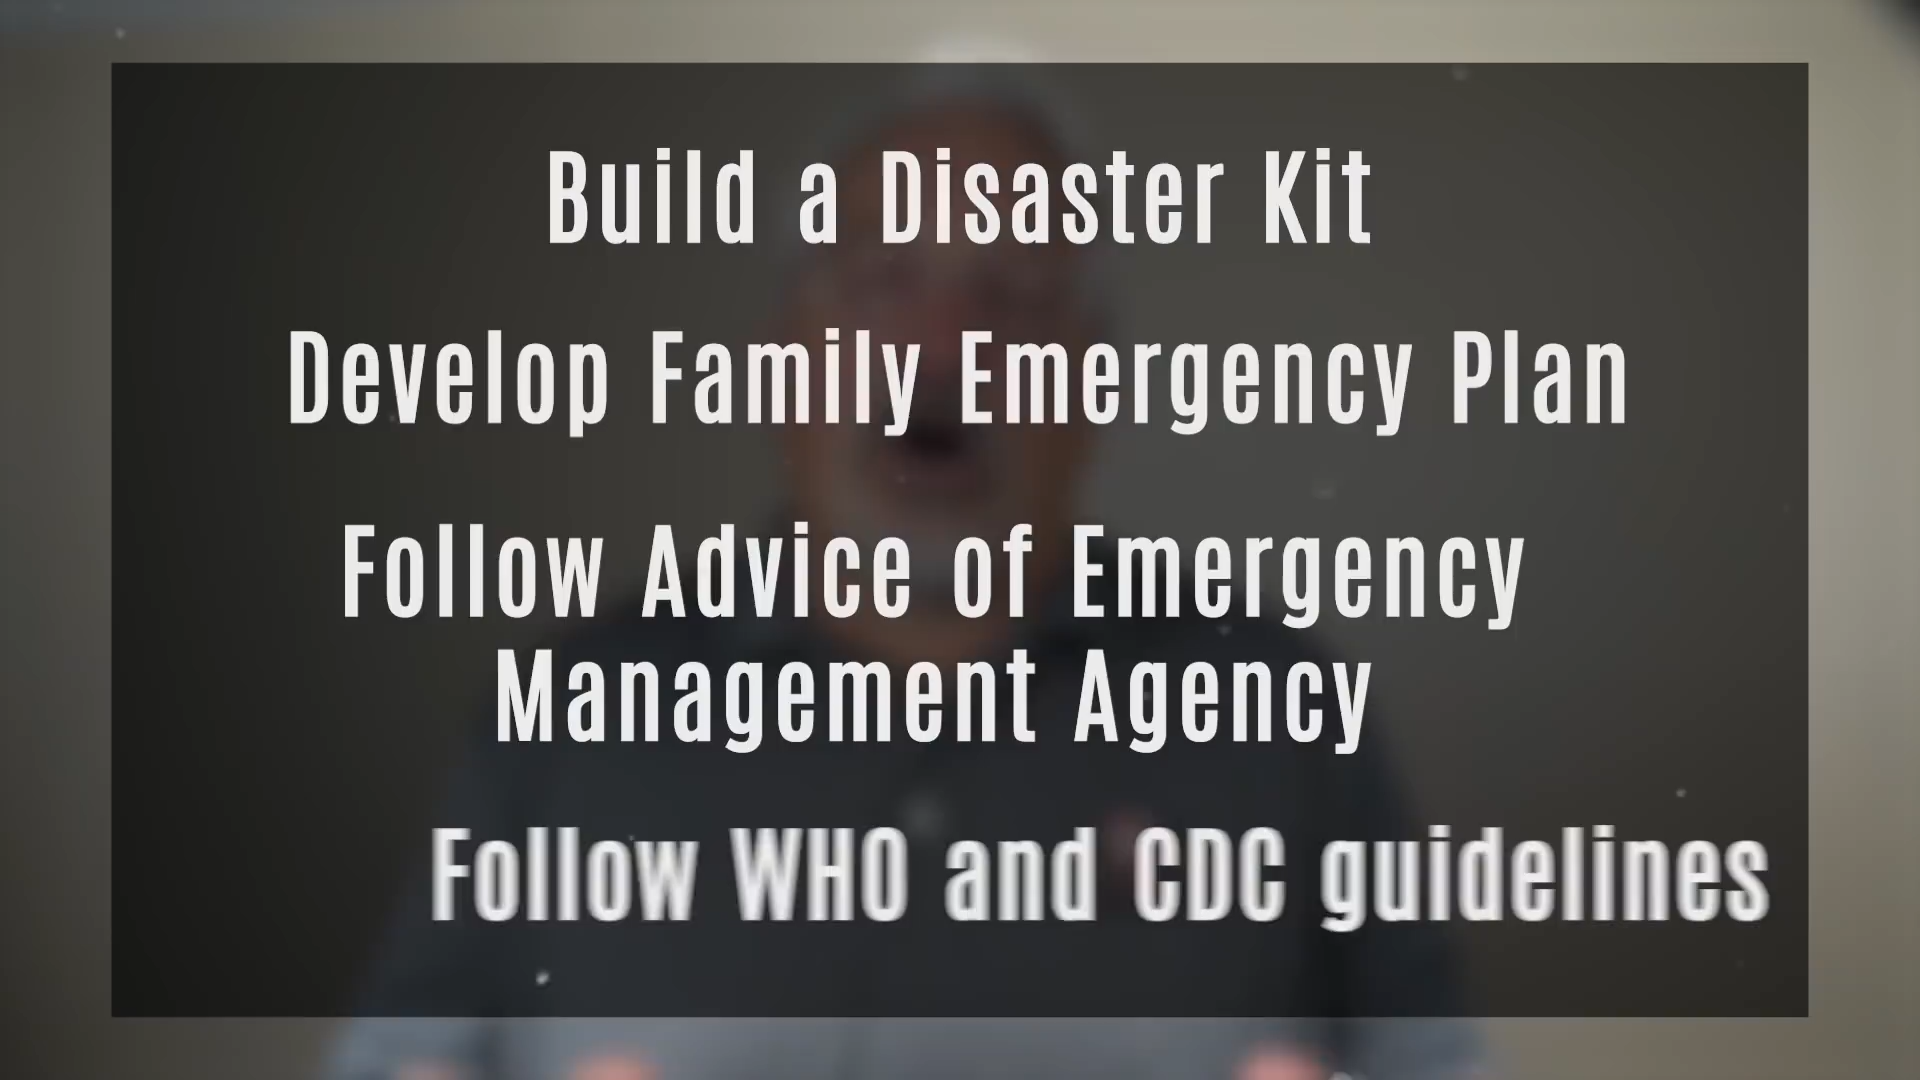 Build a Disaster Kit
Develop Family Emergency Plan
Follow Advice of Emergency
Management Agency
Follow WHO and CDC guidelines